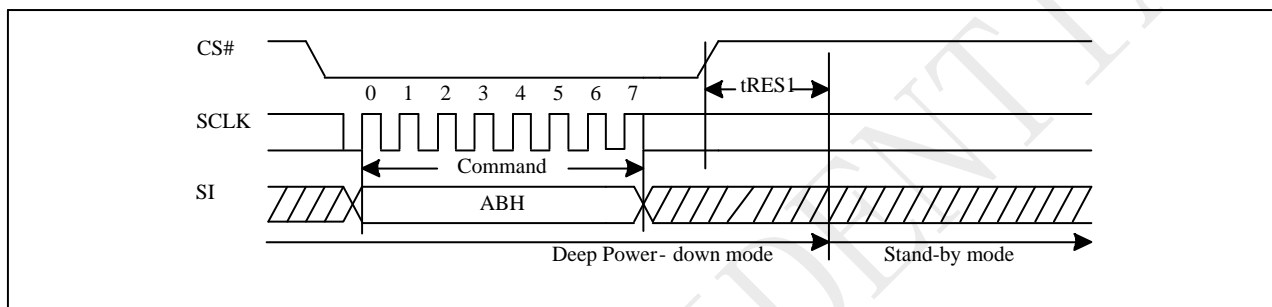 CS#
tRES1
0 1 2 3 4 5 6 7
SCLK
Command
SI
ABH
Deep Power- down mode Stand-by mode